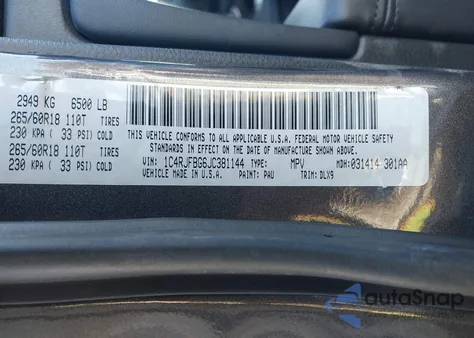 2949 KG 6500 LB
265/60R18 110T TIRES
230 KPA ( 33 PSI) COLD
265/60R18 110T TIRES
230 KPA ( 33 PSI) COLD
THIS VEHICLE CONFORMS TO ALL APPLICABLE U.S.A. FEDERAL MOTOR VEHICLE SAFETY
STANDARDS IN EFFECT ON THE DATE OF MANUFACTURE SHOWN ABOVE.
VIN: 1C4RJFBG6JC381144 MPV MDH: 031414 301AA
VEHICLE MADE IN U.S.A. PAINT: PAU TRIM: DLX9
autoSnap